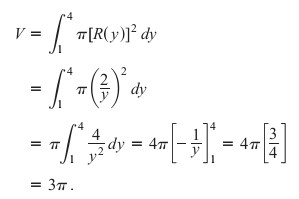 V = ∫₁⁴ π[R(y)]² dy
= ∫₁⁴ π(2/y)² dy
= π∫₁⁴ 4/y² dy = 4π[−1/y]₁⁴ = 4π[3/4]
= 3π.